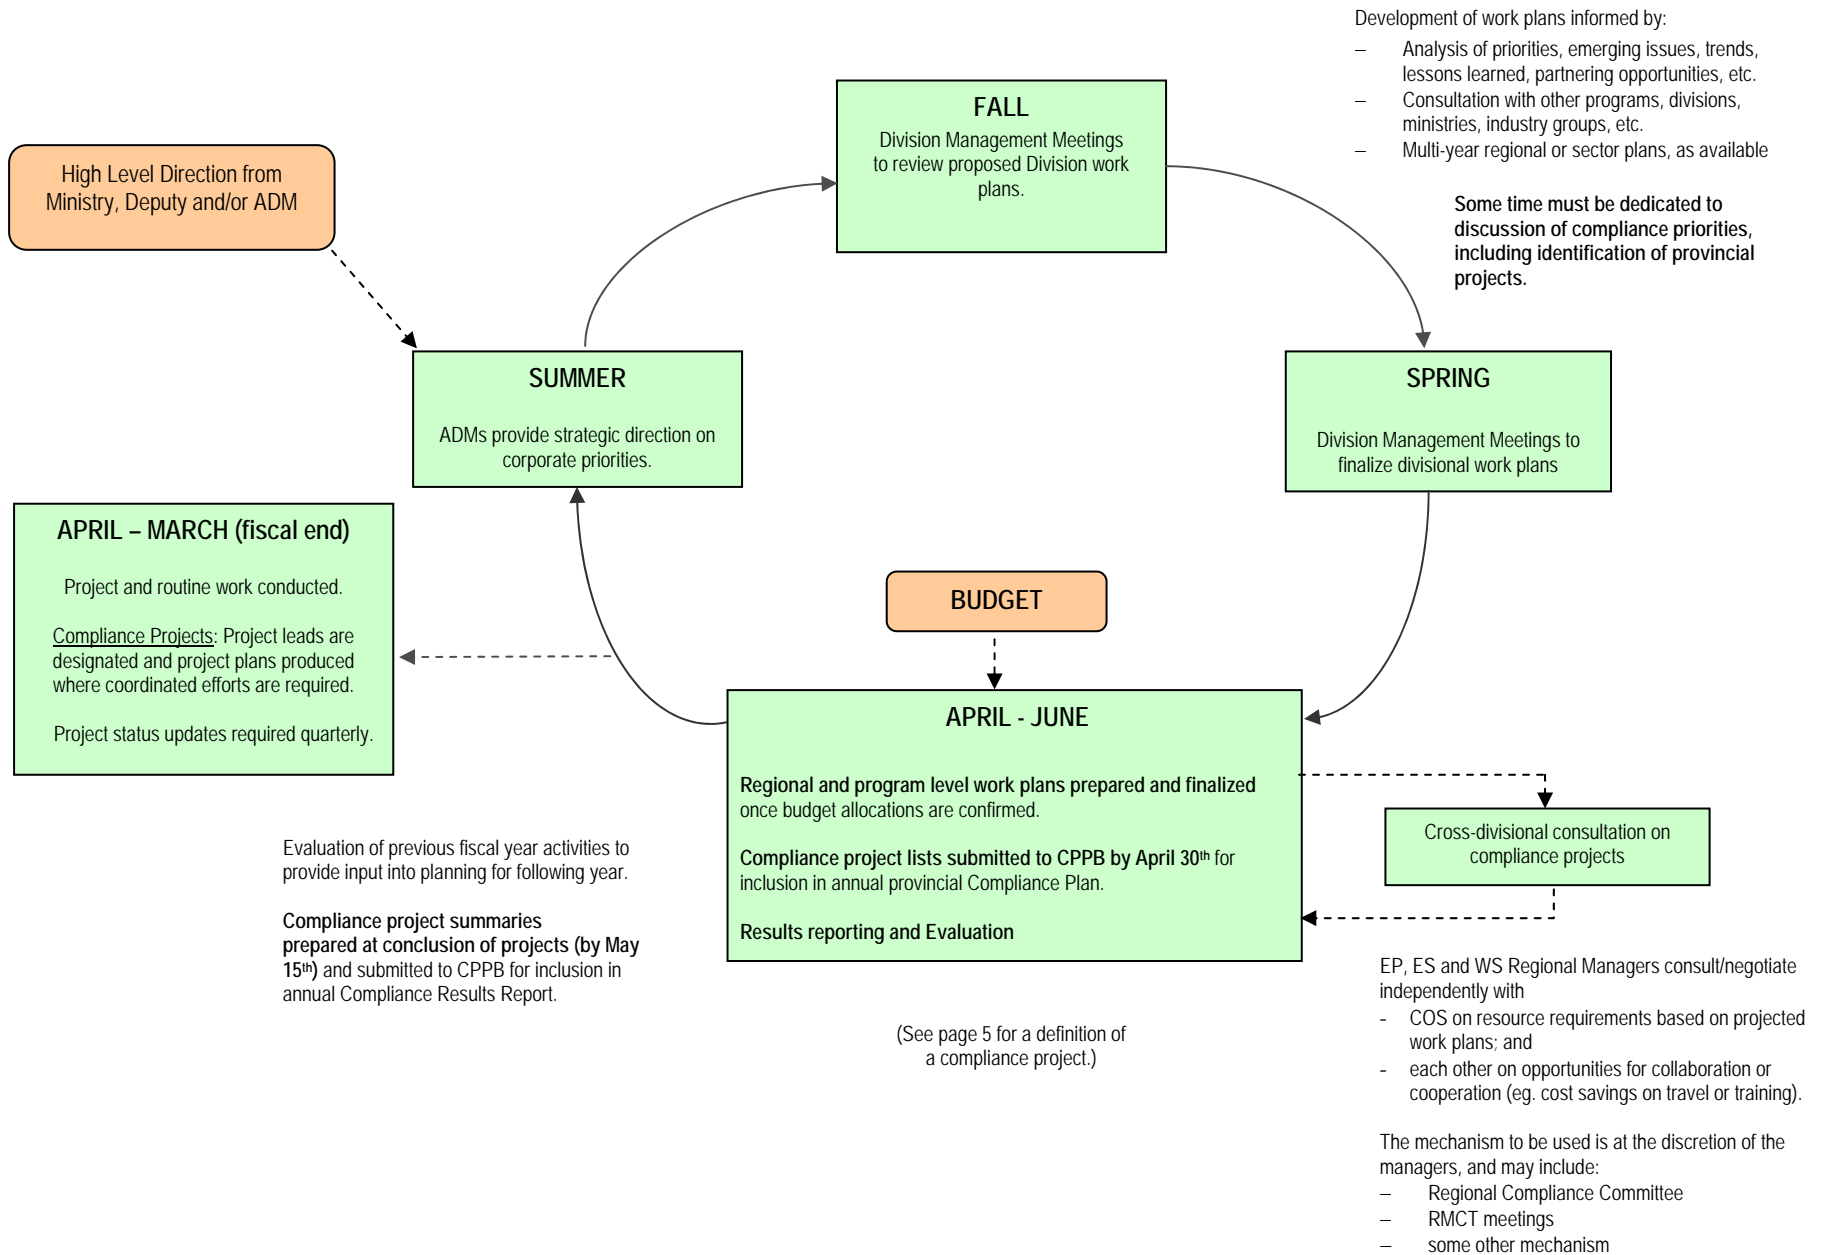 Development of work plans informed by:
– Analysis of priorities, emerging issues, trends,
lessons learned, partnering opportunities, etc.
– Consultation with other programs, divisions,
ministries, industry groups, etc.
– Multi-year regional or sector plans, as available
Some time must be dedicated to
discussion of compliance priorities,
including identification of provincial
projects.
FALL
Division Management Meetings
to review proposed Division work
plans.
High Level Direction from
Ministry, Deputy and/or ADM
SUMMER
ADMs provide strategic direction on
corporate priorities.
SPRING
Division Management Meetings to
finalize divisional work plans
APRIL – MARCH (fiscal end)
Project and routine work conducted.
Compliance Projects: Project leads are
designated and project plans produced
where coordinated efforts are required.
Project status updates required quarterly.
BUDGET
APRIL - JUNE
Regional and program level work plans prepared and finalized
once budget allocations are confirmed.
Compliance project lists submitted to CPPB by April 30th for
inclusion in annual provincial Compliance Plan.
Results reporting and Evaluation
Cross-divisional consultation on
compliance projects
Evaluation of previous fiscal year activities to
provide input into planning for following year.
Compliance project summaries
prepared at conclusion of projects (by May
15th) and submitted to CPPB for inclusion in
annual Compliance Results Report.
(See page 5 for a definition of
a compliance project.)
EP, ES and WS Regional Managers consult/negotiate
independently with
- COS on resource requirements based on projected
work plans; and
- each other on opportunities for collaboration or
cooperation (eg. cost savings on travel or training).
The mechanism to be used is at the discretion of the
managers, and may include:
– Regional Compliance Committee
– RMCT meetings
– some other mechanism